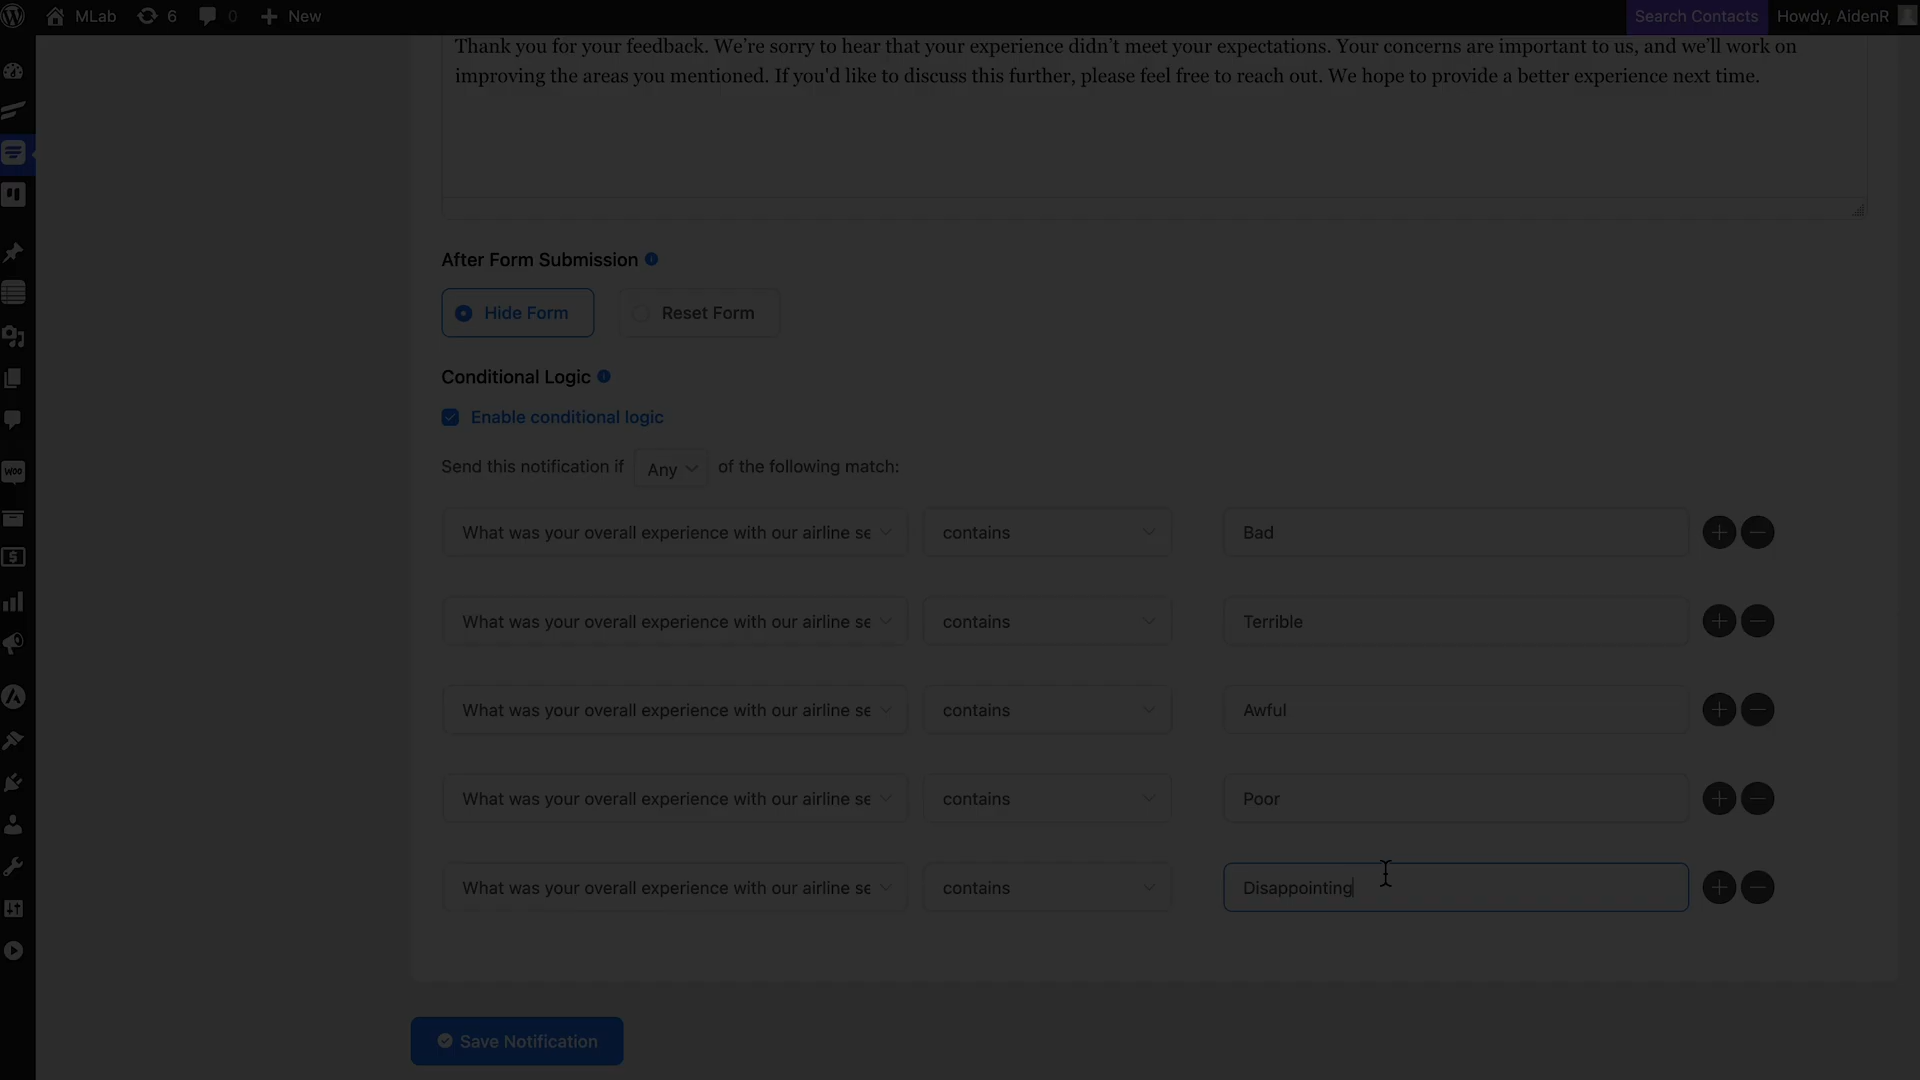 MLab
6
0
New
Search Contacts
Howdy, AidenR
Thank you for your feedback. We’re sorry to hear that your experience didn’t meet your expectations. Your concerns are important to us, and we’ll work on
improving the areas you mentioned. If you'd like to discuss this further, please feel free to reach out. We hope to provide a better experience next time.
After Form Submission
Hide Form
Reset Form
Conditional Logic
Enable conditional logic
Send this notification if Any of the following match:
What was your overall experience with our airline se contains Bad
What was your overall experience with our airline se contains Terrible
What was your overall experience with our airline se contains Awful
What was your overall experience with our airline se contains Poor
What was your overall experience with our airline se contains Disappointing
Save Notification
WOO